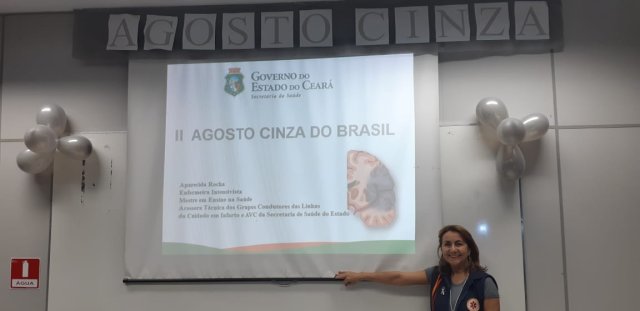 AGOSTO CINZA
GOVERNO DO
ESTADO DO CEARÁ
Secretaria da Saúde
II AGOSTO CINZA DO BRASIL
Aparecida Rocha
Enfermeira Intensivista
Mestre em Ensino na Saúde
Acessora Técnica dos Grupos Condutores das Linhas
do Cuidado em Infarto e AVC da Secretaria de Saúde do Estado
ÁGUA